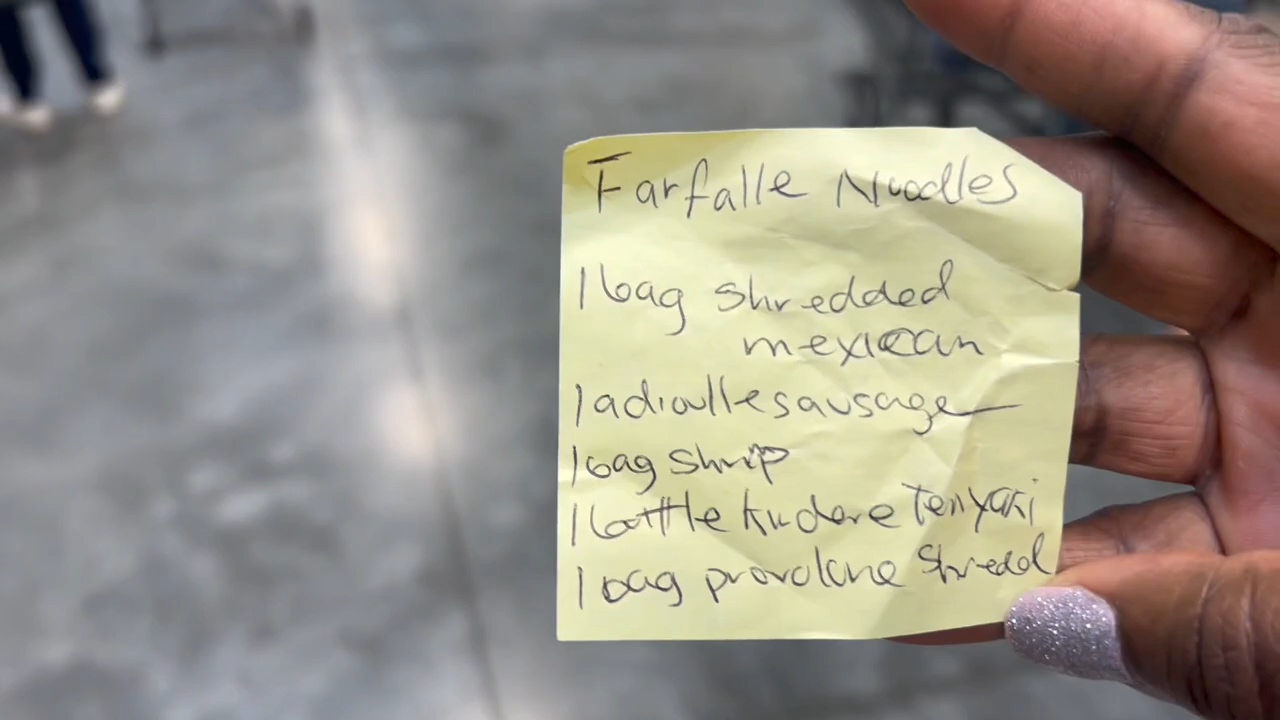 Farfalle Noodles
1 bag shredded
mexican
1 adioulle sausage
1 bag shrip
1 bottle Kindere Teriyaki
1 bag provolone shredd